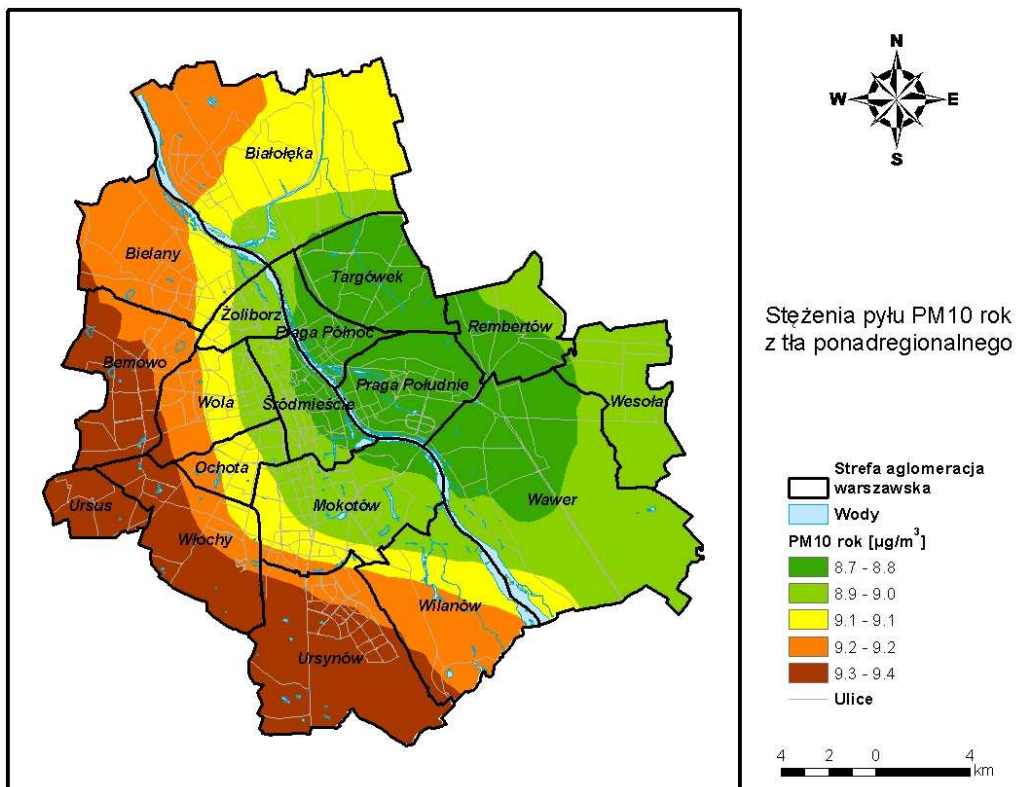 Białołęka
Bielany
Targówek
Żoliborz
Praga Północ
Rembertów
Bemowo
Praga Południe
Wola
Śródmieście
Wesoła
Ochota
Ursus
Mokotów
Wawer
Włochy
Wilanów
Ursynów
N
W E
S
Stężenia pyłu PM10 rok
z tła ponadregionalnego
Strefa aglomeracja
warszawska
Wody
PM10 rok [µg/m³]
8.7 - 8.8
8.9 - 9.0
9.1 - 9.1
9.2 - 9.2
9.3 - 9.4
Ulice
4 2 0 4
km